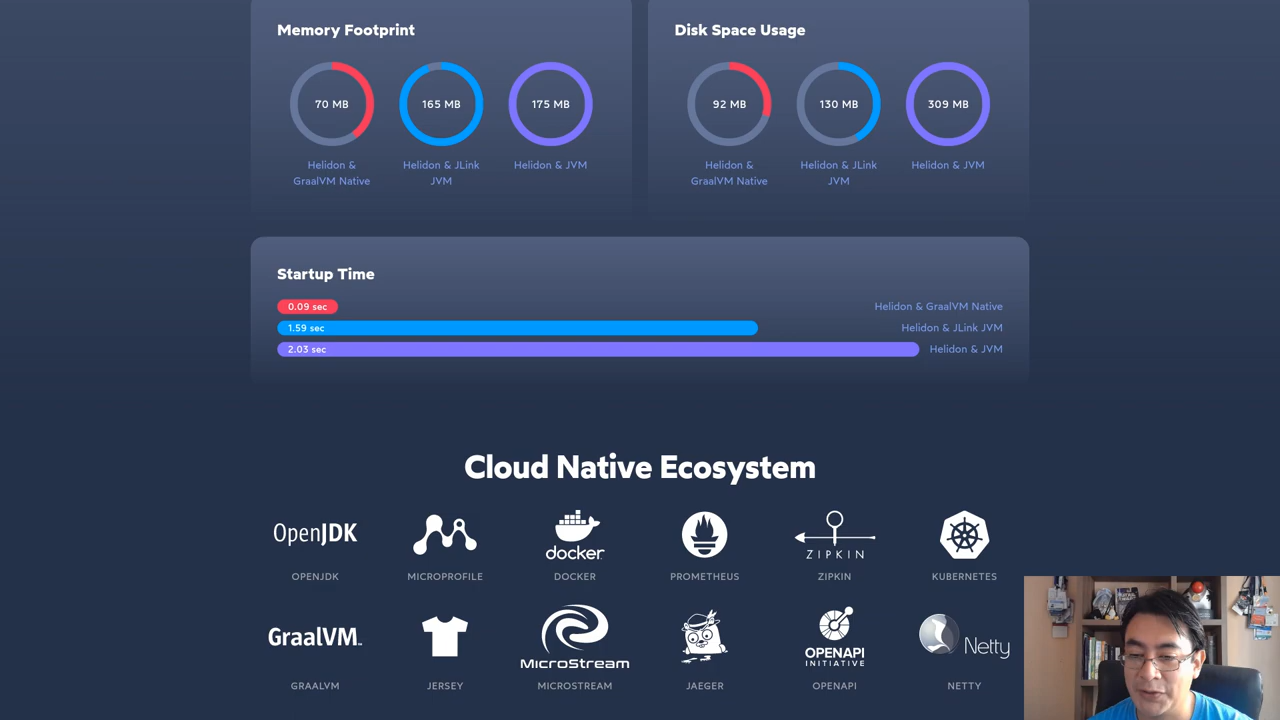 Memory Footprint
70 MB
165 MB
175 MB
Helidon &
GraalVM Native
Helidon & JLink
JVM
Helidon & JVM
Disk Space Usage
92 MB
130 MB
309 MB
Helidon &
GraalVM Native
Helidon & JLink
JVM
Helidon & JVM
Startup Time
0.09 sec
Helidon & GraalVM Native
1.59 sec
Helidon & JLink JVM
2.03 sec
Helidon & JVM
Cloud Native Ecosystem
OpenJDK
docker
ZIPKIN
OPENJDK
MICROPROFILE
DOCKER
PROMETHEUS
ZIPKIN
KUBERNETES
GraalVM
MICROSTREAM
OPENAPI
INITIATIVE
Netty
GRAALVM
JERSEY
MICROSTREAM
JAEGER
OPENAPI
NETTY